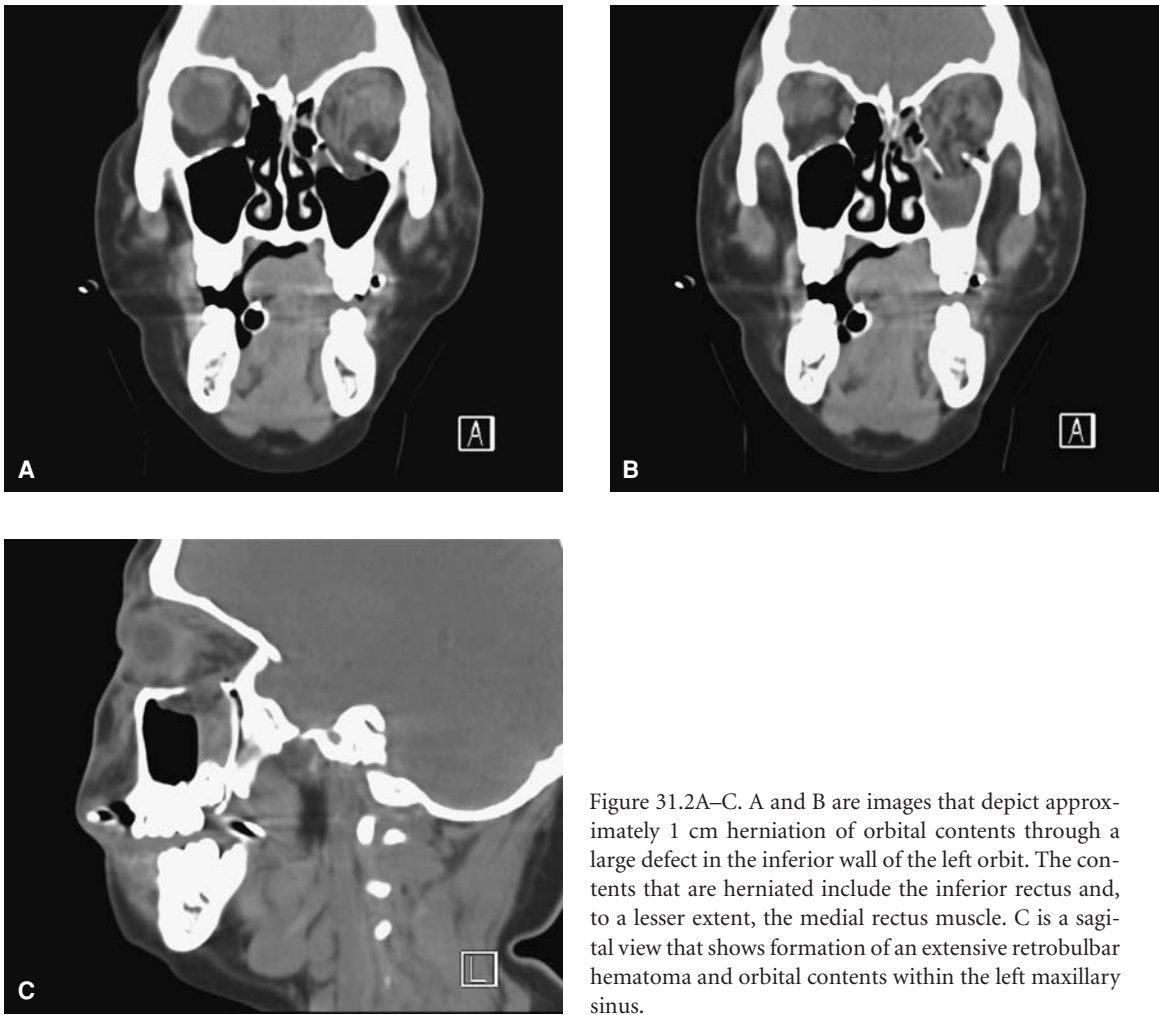 A
A
A
B
L
C
Figure 31.2A–C. A and B are images that depict approx-
imately 1 cm herniation of orbital contents through a
large defect in the inferior wall of the left orbit. The con-
tents that are herniated include the inferior rectus and,
to a lesser extent, the medial rectus muscle. C is a sagi-
tal view that shows formation of an extensive retrobulbar
hematoma and orbital contents within the left maxillary
sinus.